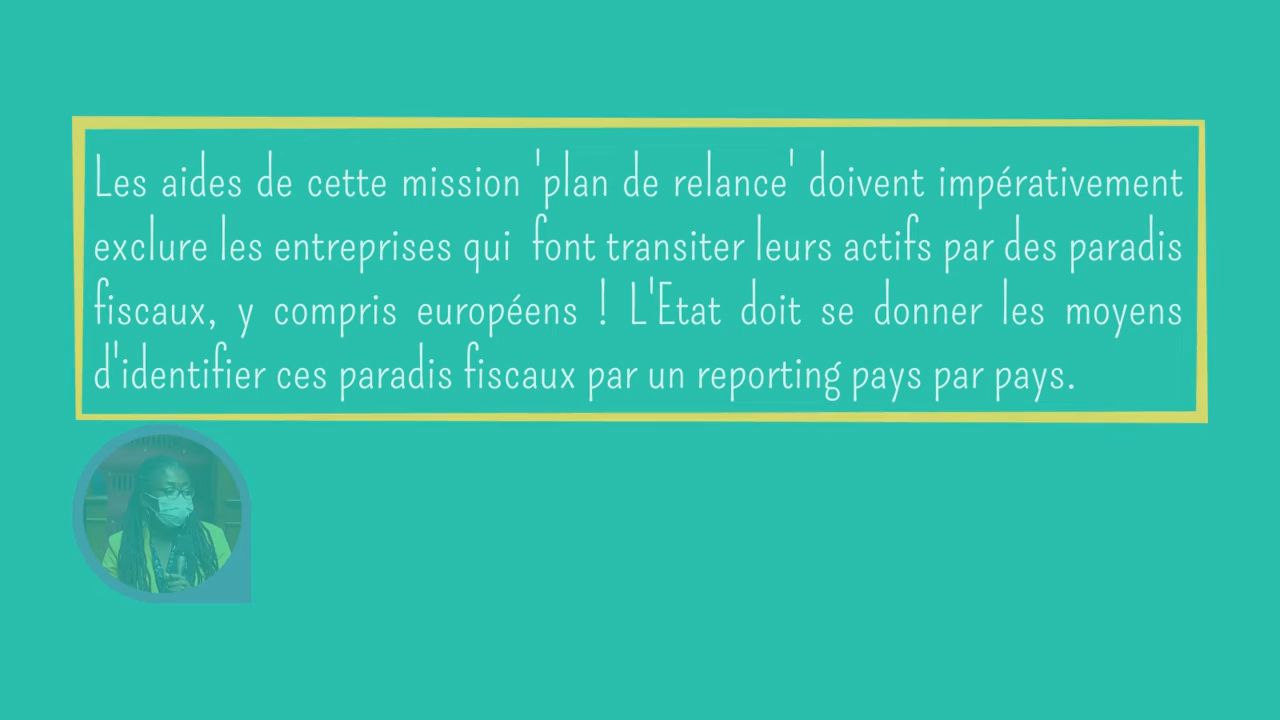 Les aides de cette mission 'plan de relance' doivent impérativement
exclure les entreprises qui font transiter leurs actifs par des paradis
fiscaux, y compris européens ! L'Etat doit se donner les moyens
d'identifier ces paradis fiscaux par un reporting pays par pays.